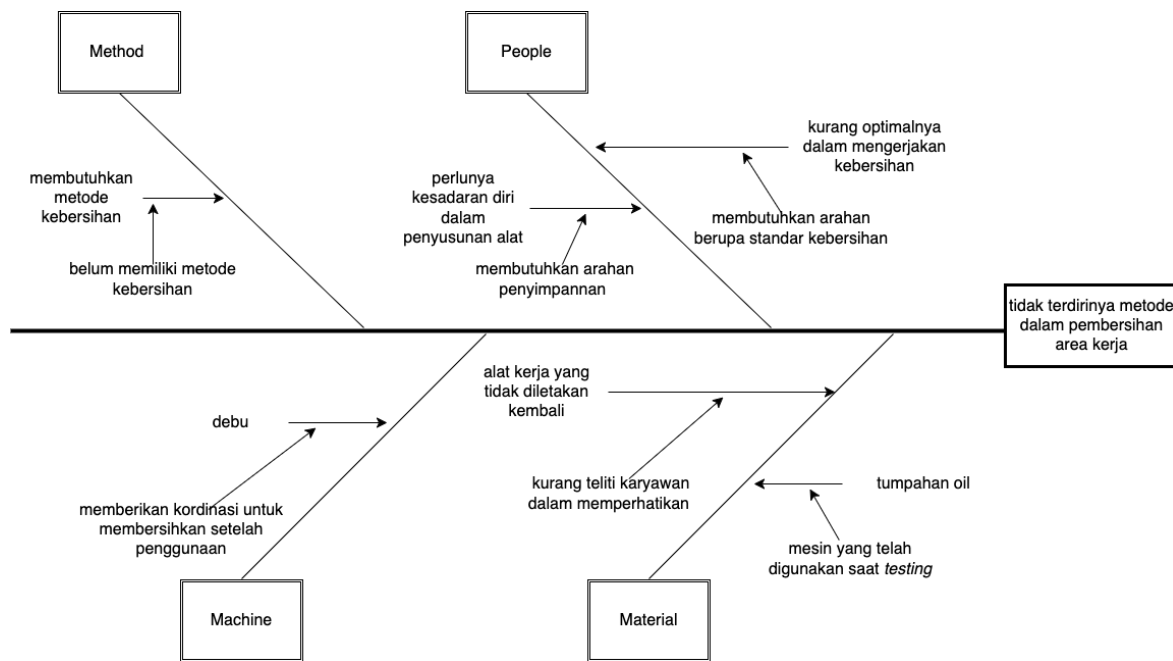 Method
People
kurang optimalnya
dalam mengerjakan
kebersihan
membutuhkan
metode
kebersihan
perlunya
kesadaran diri
dalam
penyusunan alat
membutuhkan arahan
berupa standar kebersihan
belum memiliki metode
kebersihan
membutuhkan arahan
penyimpannan
tidak terdirinya metode
dalam pembersihan
area kerja
alat kerja yang
tidak diletakan
kembali
debu
kurang teliti karyawan
dalam memperhatikan
tumpahan oil
memberikan kordinasi untuk
membersihkan setelah
penggunaan
mesin yang telah
digunakan saat testing
Machine
Material